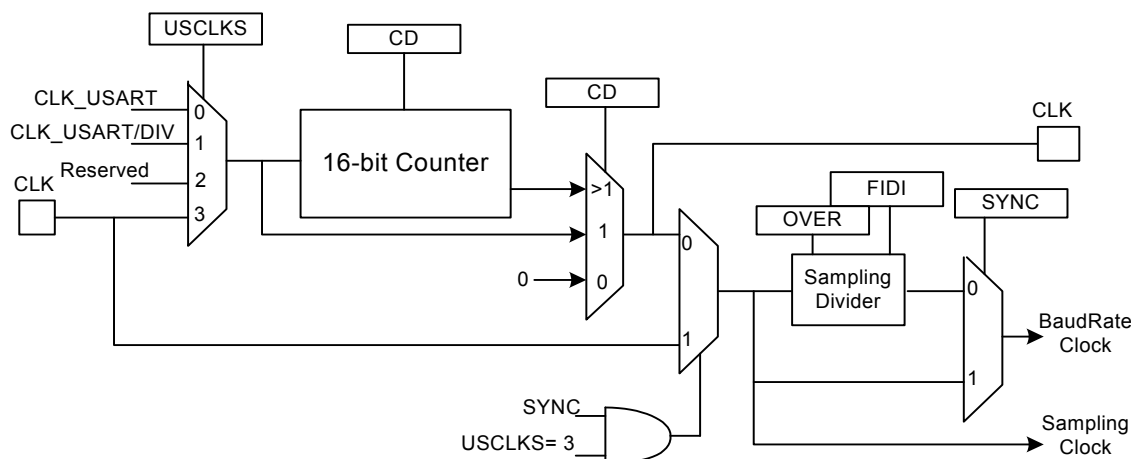 USCLKS
CD
CLK_USART
0
CLK_USART/DIV
1
Reserved
2
CLK
3
16-bit Counter
CD
>1
1
0
0
CLK
0
1
FIDI
OVER
SYNC
Sampling
Divider
0
1
BaudRate
Clock
SYNC
USCLKS= 3
Sampling
Clock